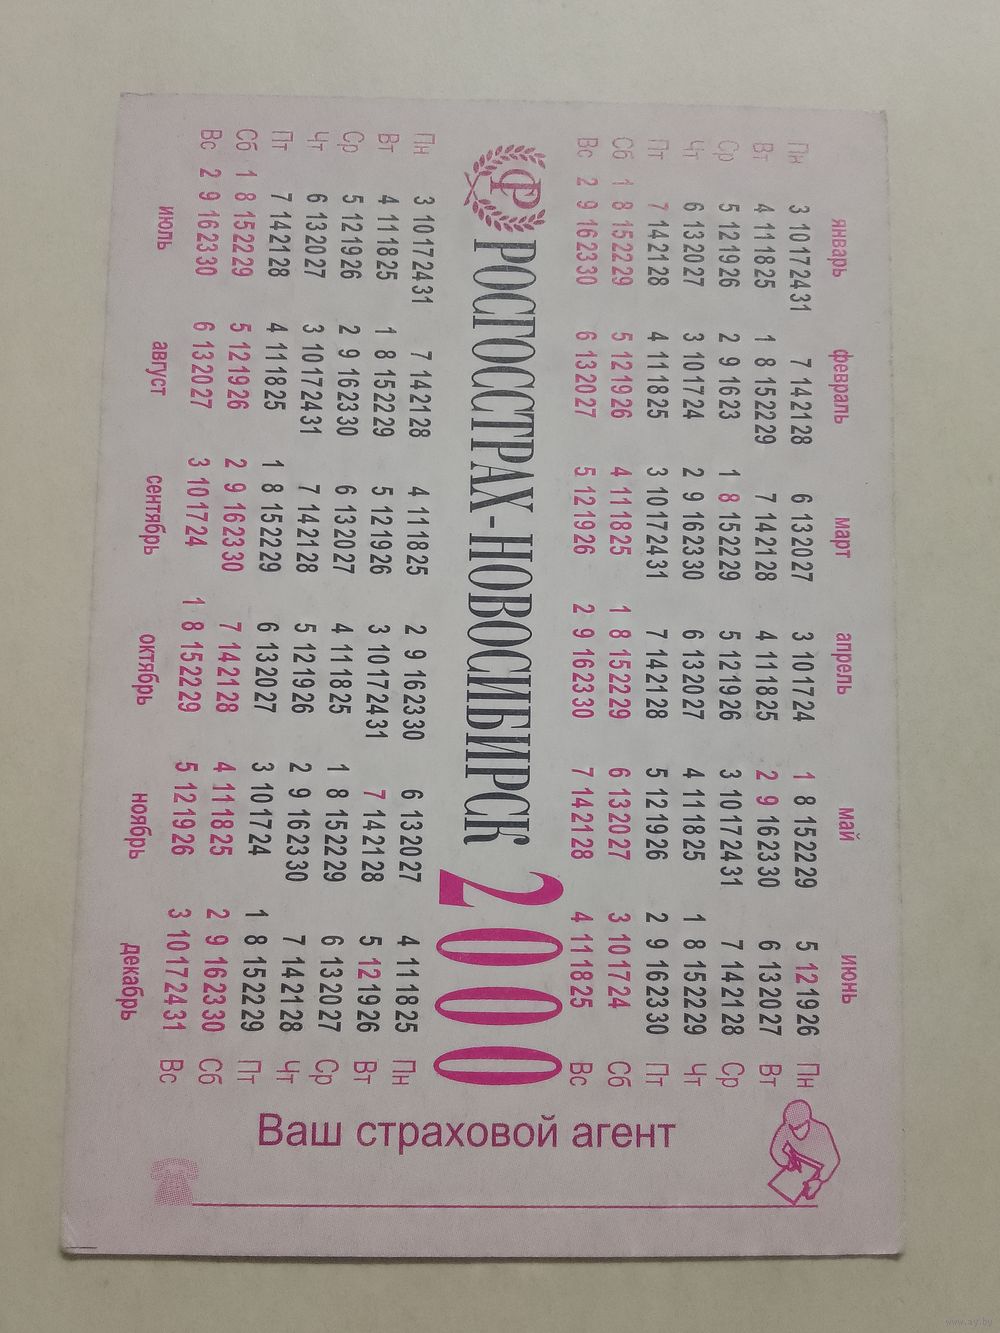 январь февраль март апрель май июнь
Пн 3 10 17 24 31 7 14 21 28 6 13 20 27 3 10 17 24 1 8 15 22 29 5 12 19 26 Пн
Вт 4 11 18 25 1 8 15 22 29 7 14 21 28 4 11 18 25 2 9 16 23 30 6 13 20 27 Вт
Ср 5 12 19 26 2 9 16 23 1 8 15 22 29 5 12 19 26 3 10 17 24 31 7 14 21 28 Ср
Чт 6 13 20 27 3 10 17 24 2 9 16 23 30 6 13 20 27 4 11 18 25 1 8 15 22 29 Чт
Пт 7 14 21 28 4 11 18 25 3 10 17 24 31 7 14 21 28 5 12 19 26 2 9 16 23 30 Пт
Сб 1 8 15 22 29 5 12 19 26 4 11 18 25 1 8 15 22 29 6 13 20 27 3 10 17 24 Сб
Вс 2 9 16 23 30 6 13 20 27 5 12 19 26 2 9 16 23 30 7 14 21 28 4 11 18 25 Вс
РОСГОССТРАХ-НОВОСИБИРСК 2000
Пн 3 10 17 24 31 7 14 21 28 4 11 18 25 2 9 16 23 30 6 13 20 27 4 11 18 25 Пн
Вт 4 11 18 25 1 8 15 22 29 5 12 19 26 3 10 17 24 31 7 14 21 28 5 12 19 26 Вт
Ср 5 12 19 26 2 9 16 23 30 6 13 20 27 4 11 18 25 1 8 15 22 29 6 13 20 27 Ср
Чт 6 13 20 27 3 10 17 24 31 7 14 21 28 5 12 19 26 2 9 16 23 30 7 14 21 28 Чт
Пт 7 14 21 28 4 11 18 25 1 8 15 22 29 6 13 20 27 3 10 17 24 1 8 15 22 29 Пт
Сб 1 8 15 22 29 5 12 19 26 2 9 16 23 30 7 14 21 28 4 11 18 25 2 9 16 23 30 Сб
Вс 2 9 16 23 30 6 13 20 27 3 10 17 24 1 8 15 22 29 5 12 19 26 3 10 17 24 31 Вс
июль август сентябрь октябрь ноябрь декабрь
Ваш страховой агент
www.ay.by